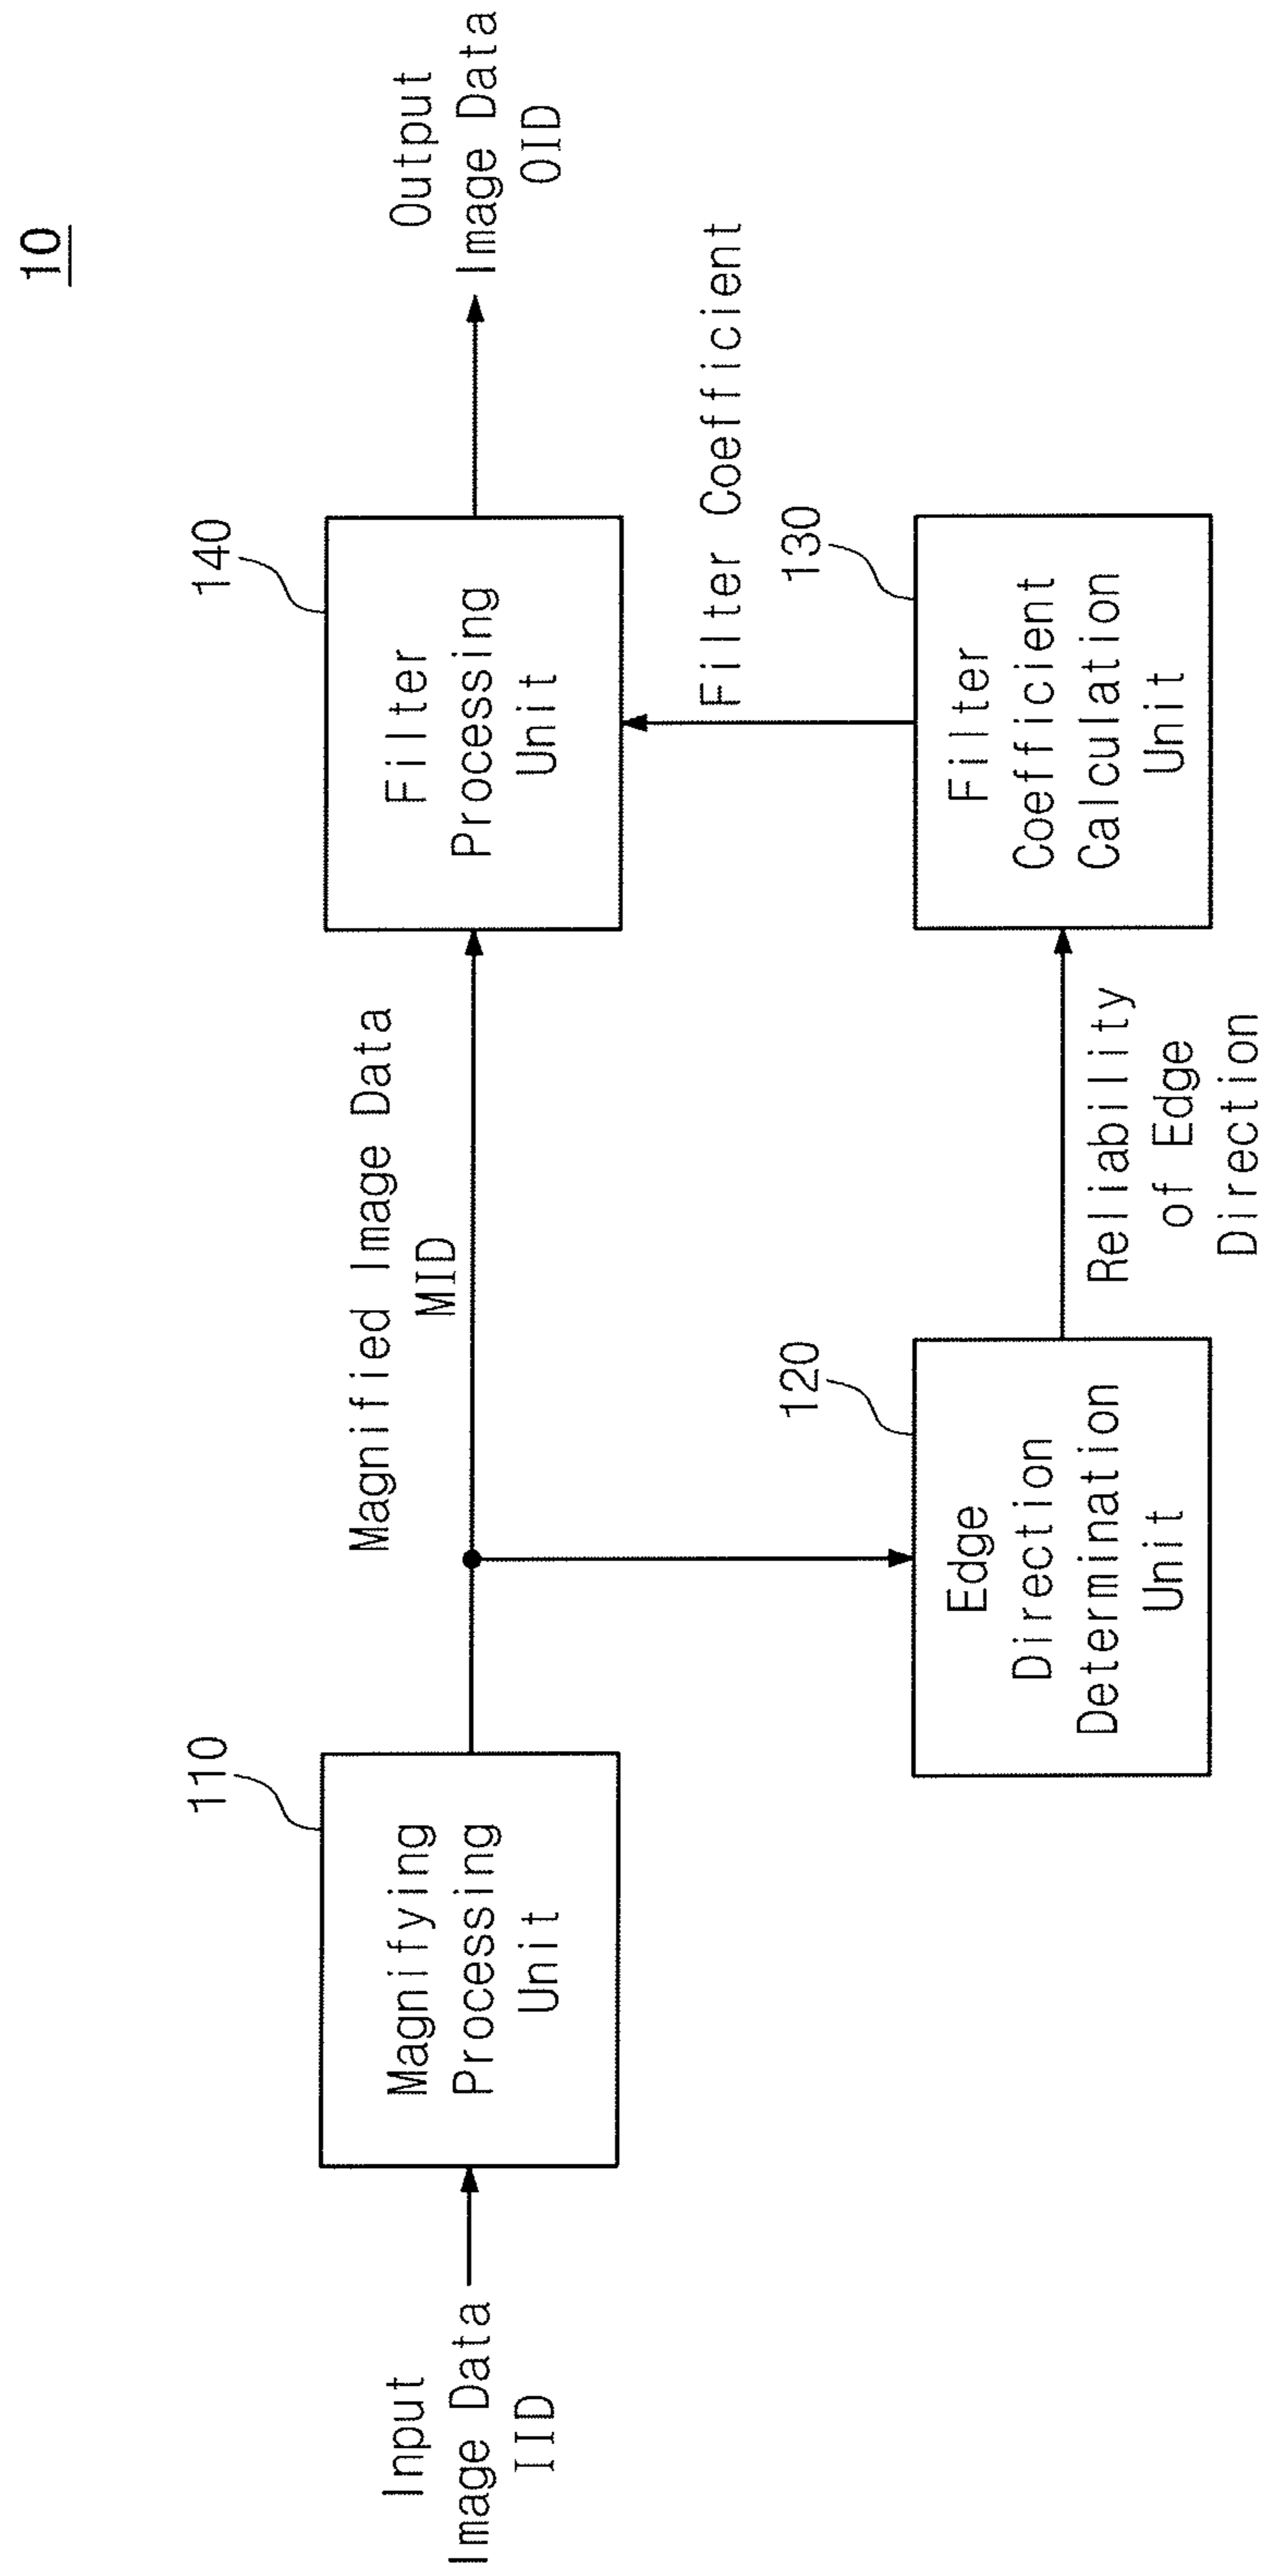 10
Input
Image Data
IID
110
Magnifying
Processing
Unit
Magnified Image Data
MID
120
Edge
Direction
Determination
Unit
Reliability
of Edge
Direction
130
Filter
Coefficient
Calculation
Unit
Filter Coefficient
140
Filter
Processing
Unit
Output
Image Data
OID